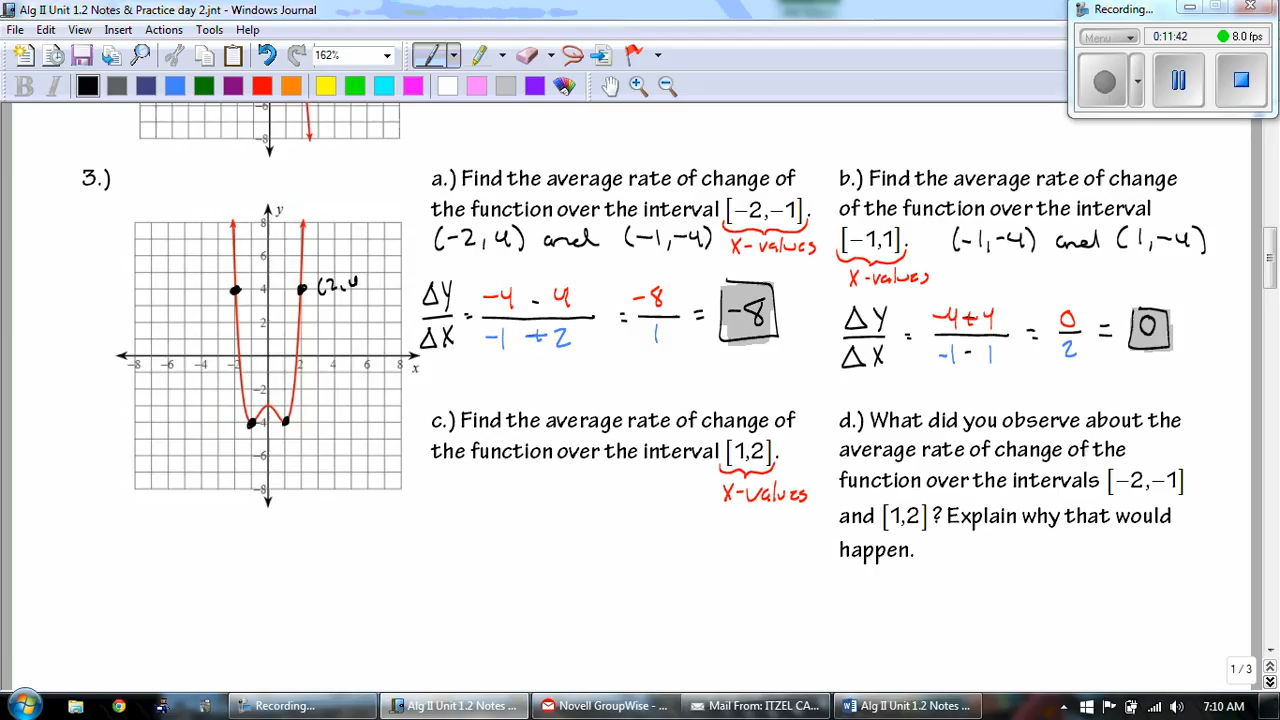 Alg II Unit 1.2 Notes & Practice day 2.jnt - Windows Journal
File Edit View Insert Actions Tools Help
162%
Recording...
Menu
0:11:42
8.0 fps
-6
-8
3.)
y
8
6
4
2
-8 -6 -4 -2 2 4 6 8 x
-2
-4
-6
-8
(2, 4
a.) Find the average rate of change of
the function over the interval [-2,-1].
(-2, 4) and (-1, -4) x-values
ΔY/ΔX = (-4 - 4)/(-1 + 2) = -8/1 = -8
b.) Find the average rate of change
of the function over the interval
[-1,1]. (-1,-4) and (1,-4)
x-values
ΔY/ΔX = (-4+4)/(-1 - 1) = 0/2 = 0
c.) Find the average rate of change of
the function over the interval [1,2].
x-values
d.) What did you observe about the
average rate of change of the
function over the intervals [-2,-1]
and [1,2]? Explain why that would
happen.
1 / 3
Recording...
Alg II Unit 1.2 Notes ...
Novell GroupWise - ...
Mail From: ITZEL CA...
Alg II Unit 1.2 Notes ...
7:10 AM